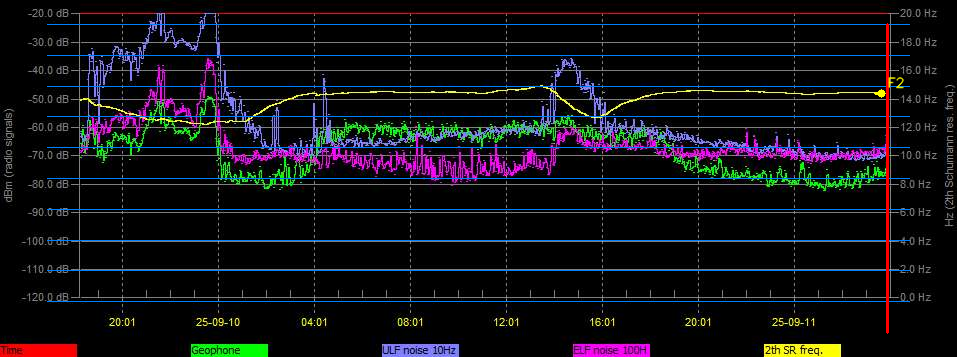 -20.0 dB
-30.0 dB
-40.0 dB
-50.0 dB
-60.0 dB
-70.0 dB
-80.0 dB
-90.0 dB
-100.0 dB
-110.0 dB
-120.0 dB
dBm (radio signals)
20.0 Hz
18.0 Hz
16.0 Hz
14.0 Hz
12.0 Hz
10.0 Hz
8.0 Hz
6.0 Hz
4.0 Hz
2.0 Hz
0.0 Hz
Hz (2th Schumann res. freq.)
F2
20:01 25-09-10 04:01 08:01 12:01 16:01 20:01 25-09-11
Time Geophone ULF noise 10Hz ELF noise 100H 2th SR freq.